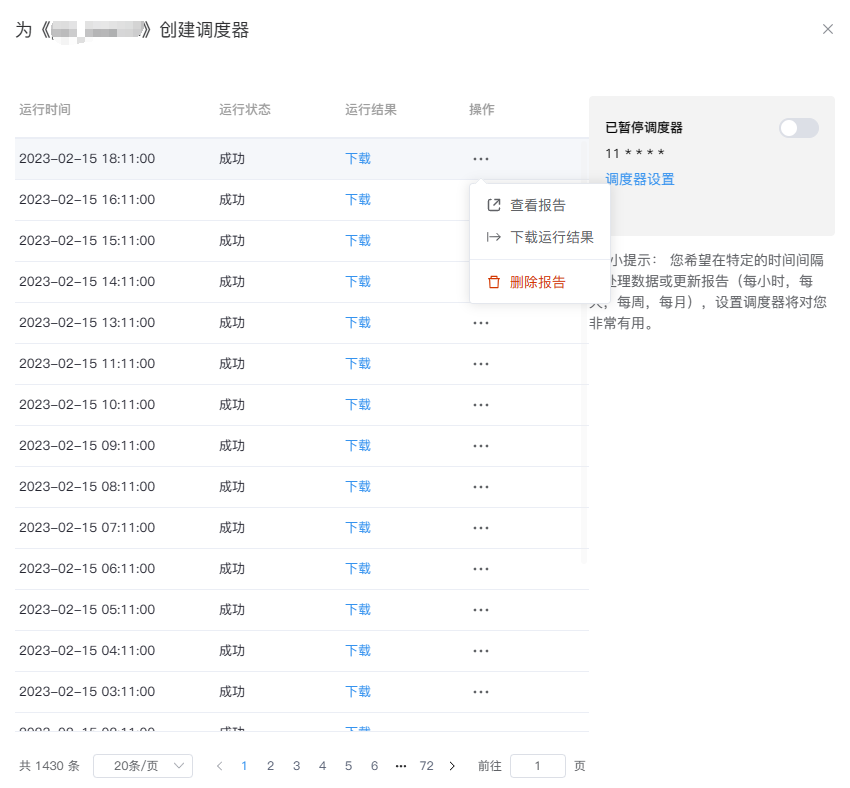 为《》创建调度器
运行时间 运行状态 运行结果 操作
2023-02-15 18:11:00 成功 下载
2023-02-15 16:11:00 成功 下载
2023-02-15 15:11:00 成功 下载
2023-02-15 14:11:00 成功 下载
2023-02-15 13:11:00 成功 下载
2023-02-15 11:11:00 成功 下载
2023-02-15 10:11:00 成功 下载
2023-02-15 09:11:00 成功 下载
2023-02-15 08:11:00 成功 下载
2023-02-15 07:11:00 成功 下载
2023-02-15 06:11:00 成功 下载
2023-02-15 05:11:00 成功 下载
2023-02-15 04:11:00 成功 下载
2023-02-15 03:11:00 成功 下载
查看报告
下载运行结果
删除报告
已暂停调度器
11 * * * *
调度器设置
小提示： 您希望在特定的时间间隔
处理数据或更新报告（每小时，每
，每周，每月），设置调度器将对您
非常有用。
共 1430 条 20条/页 1 2 3 4 5 6 ••• 72 前往 1 页